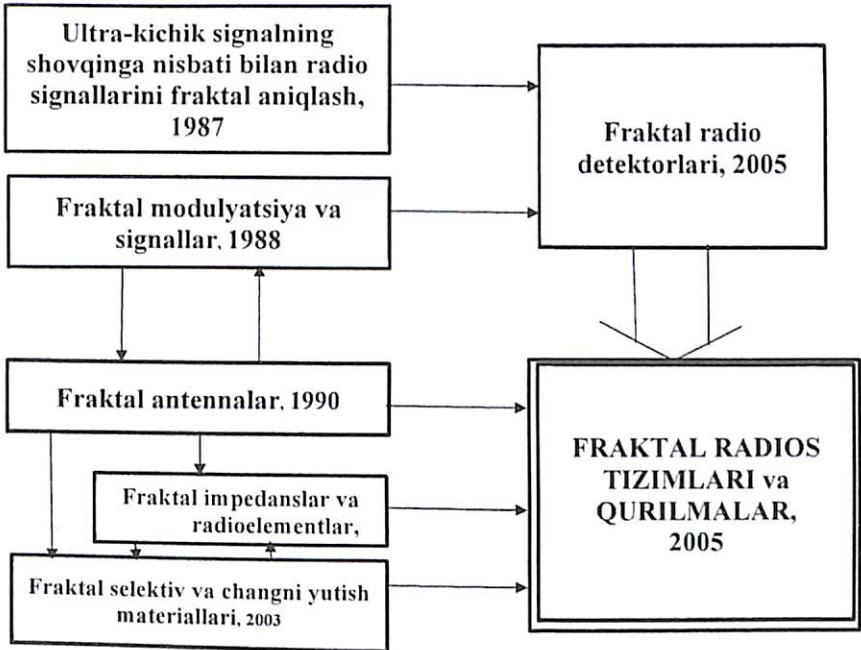 Ultra-kichik signalning
shovqinga nisbati bilan radio
signallarini fraktal aniqlash,
1987
Fraktal radio
detektorlari, 2005
Fraktal modulyatsiya va
signallar, 1988
Fraktal antennalar, 1990
Fraktal impedanslar va
radioelementlar,
Fraktal selektiv va changni yutish
materiallari, 2003
FRAKTAL RADIOS
TIZIMLARI va
QURILMALAR,
2005